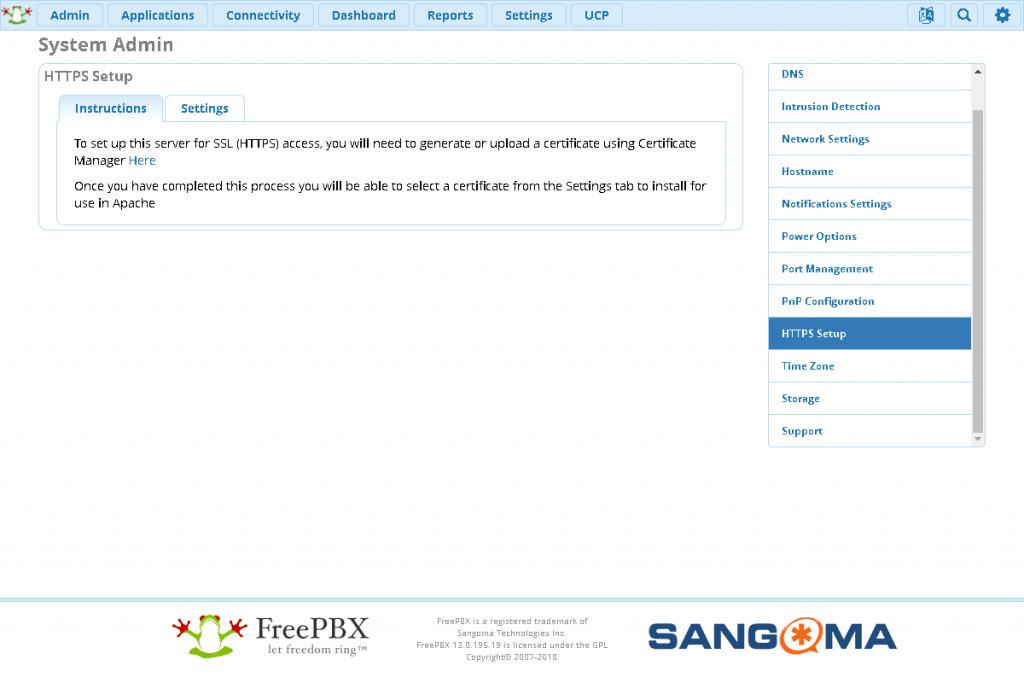 Admin
Applications
Connectivity
Dashboard
Reports
Settings
UCP
System Admin
HTTPS Setup
Instructions
Settings
To set up this server for SSL (HTTPS) access, you will need to generate or upload a certificate using Certificate
Manager Here
Once you have completed this process you will be able to select a certificate from the Settings tab to install for
use in Apache
DNS
Intrusion Detection
Network Settings
Hostname
Notifications Settings
Power Options
Port Management
PnP Configuration
HTTPS Setup
Time Zone
Storage
Support
FreePBX
let freedom ring™
FreePBX is a registered trademark of
Sangoma Technologies Inc.
FreePBX 13.0.195.19 is licensed under the GPL
Copyright© 2007-2018
SANGOMA